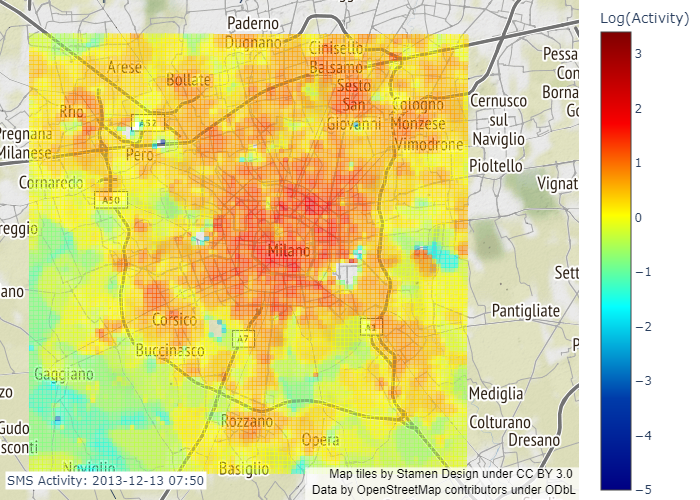 Log(Activity)
Paderno
Dugnano
Cinisello
Balsamo
Arese
Bollate
Sesto
San
Giovanni
Rho
A52
Cologno
Monzese
Vimodrone
Pessa
Con
Borna
Go
Cernusco
sul
Naviglio
Pregnana
Milanese
Pero
Cornaredo
A50
Pioltello
Vignat
reggio
Milano
Sett
ano
Corsico
A7
A1
Pantigliate
P
Buccinasco
Gaggiano
zo
Mediglia
Rozzano
Colturano
Dresano
Gudo
sconti
Opera
Noviglio
Basiglio
SMS Activity: 2013-12-13 07:50
Map tiles by Stamen Design under CC BY 3.0
Data by OpenStreetMap contributors under ODbL
3
2
1
0
−1
−2
−3
−4
−5